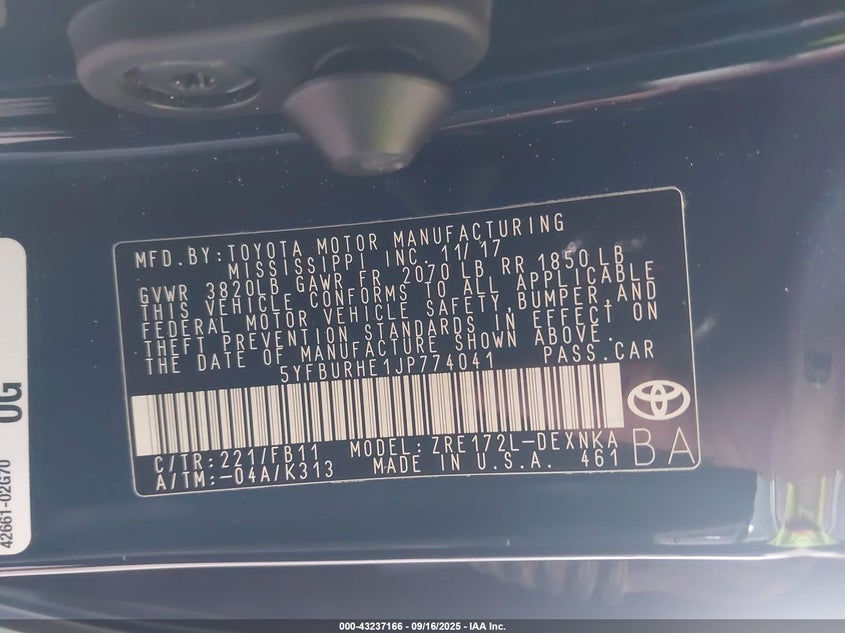 MFD. BY: TOYOTA MOTOR MANUFACTURING
MISSISSIPPI INC. 11/17
GVWR 3820LB GAWR FR 2070 LB RR 1850 LB
THIS VEHICLE CONFORMS TO ALL APPLICABLE
FEDERAL MOTOR VEHICLE SAFETY, BUMPER, AND
THEFT PREVENTION STANDARDS IN EFFECT ON
THE DATE OF MANUFACTURE SHOWN ABOVE.
5YFBURHE1JP774041 PASS. CAR
C/TR: 221/FB11 MODEL: ZRE172L-DEXNKA
A/TM: -04A/K313 MADE IN U.S.A. 461
BA
42661-02G70 0G
000-43237166 - 09/16/2025 - IAA Inc.